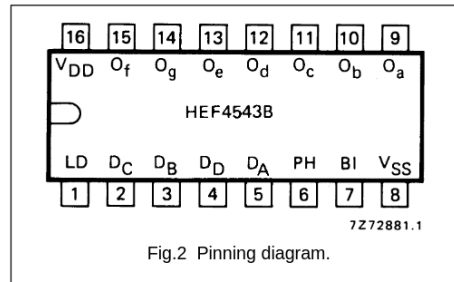 16 15 14 13 12 11 10 9
VDD Of Og Oe Od Oc Ob Oa
HEF4543B
LD DC DB DD DA PH BI VSS
1 2 3 4 5 6 7 8
7Z72881.1
Fig.2 Pinning diagram.